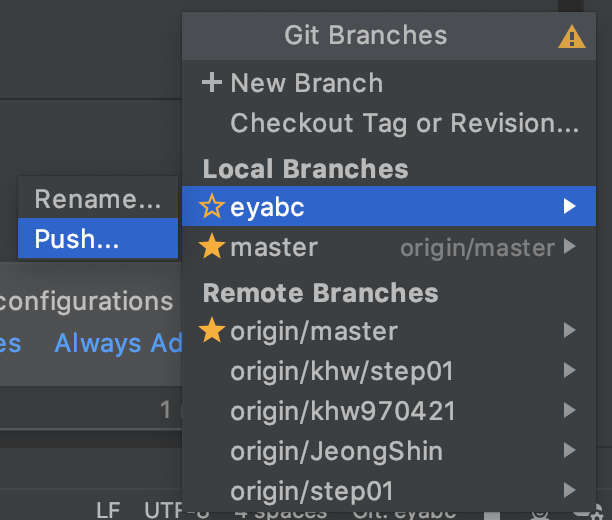 Git Branches
New Branch
Checkout Tag or Revision...
Local Branches
eyabc
master origin/master
Rename...
Push...
Remote Branches
origin/master
origin/khw/step01
origin/khw970421
origin/JeongShin
origin/step01
configurations
es Always Ad
1
LF UTF-8 4 spaces Git: eyabc